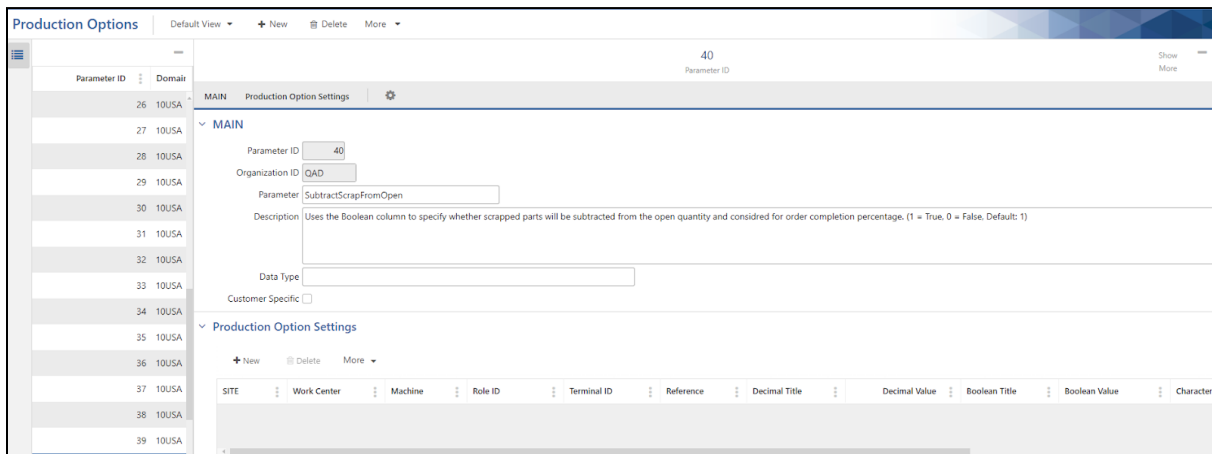 Production Options
Default View
New
Delete
More
40
Parameter ID
Show
More
Parameter ID
Domair
26 10USA
27 10USA
28 10USA
29 10USA
30 10USA
31 10USA
32 10USA
33 10USA
34 10USA
35 10USA
36 10USA
37 10USA
38 10USA
39 10USA
MAIN
Production Option Settings
MAIN
Parameter ID 40
Organization ID QAD
Parameter SubtractScrapFromOpen
Description Uses the Boolean column to specify whether scrapped parts will be subtracted from the open quantity and considred for order completion percentage. (1 = True, 0 = False, Default: 1)
Data Type
Customer Specific
Production Option Settings
New
Delete
More
SITE
Work Center
Machine
Role ID
Terminal ID
Reference
Decimal Title
Decimal Value
Boolean Title
Boolean Value
Character